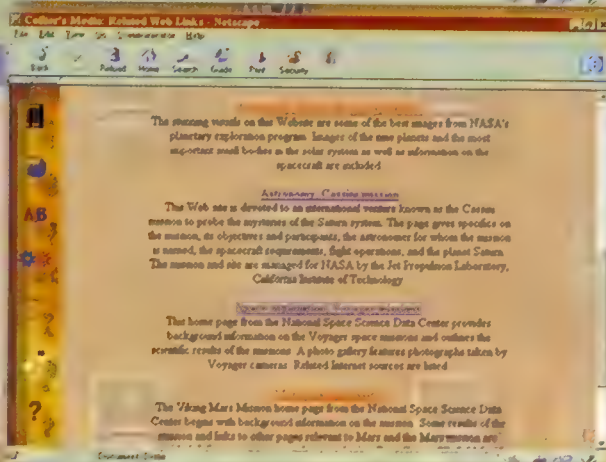 Collier's Media: Related Web Links - Netscape
File Edit View Go Communicator Help
Back Reload Home Search Guide Print Security
The stunning visuals on this Website are some of the best images from NASA's
planetary exploration program. Images of the nine planets and the most
important small bodies in the solar system as well as information on the
spacecraft are included
Astronomy: Cassini mission
This Web site is devoted to an international venture known as the Cassini
mission to probe the mysteries of the Saturn system. The page gives specifics on
the mission, its objectives and participants, the astronomer for whom the mission
is named, the spacecraft requirements, flight operations, and the planet Saturn
The mission and site are managed for NASA by the Jet Propulsion Laboratory,
California Institute of Technology
This home page from the National Space Science Data Center provides
background information on the Voyager space missions and outlines the
scientific results of the missions. A photo gallery features photographs taken by
Voyager cameras. Related Internet sources are listed
The Viking Mars Mission home page from the National Space Science Data
Center begins with background information on the mission. Some results of the
mission and links to other pages relevant to Mars and the Mars mission are
AB
?
Document: Done